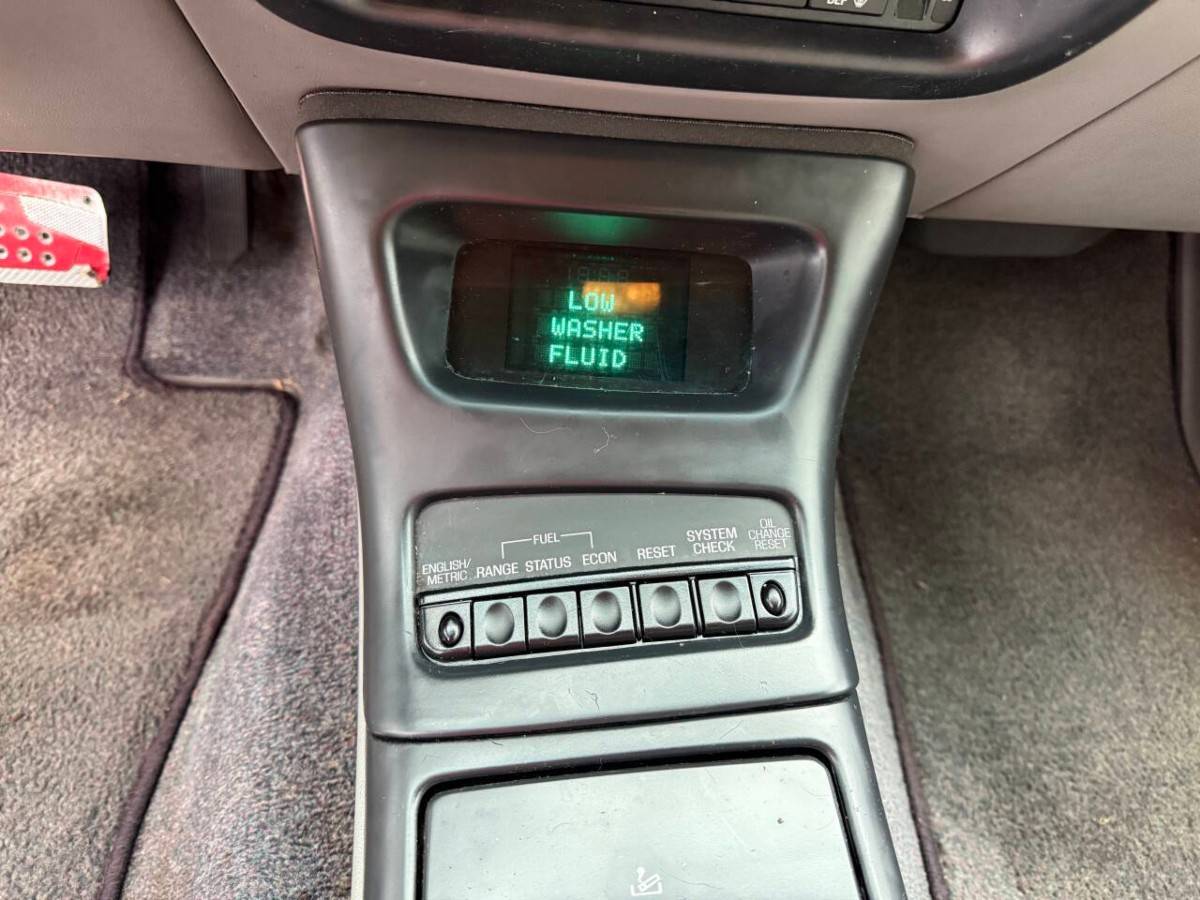 DEF
LOW
WASHER
FLUID
FUEL
ENGLISH/
METRIC
RANGE STATUS ECON
RESET
SYSTEM
CHECK
OIL
CHANGE
RESET